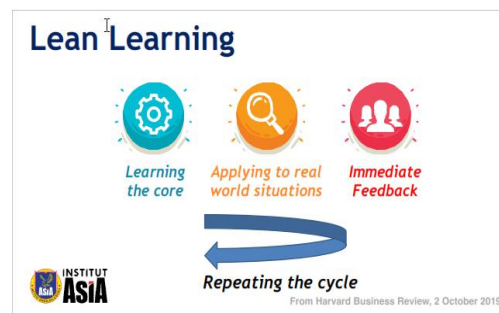 Lean Learning
Learning
the core
Applying to real
world situations
Immediate
Feedback
Repeating the cycle
INSTITUT
ASIA
ASIA
From Harvard Business Review, 2 October 2019